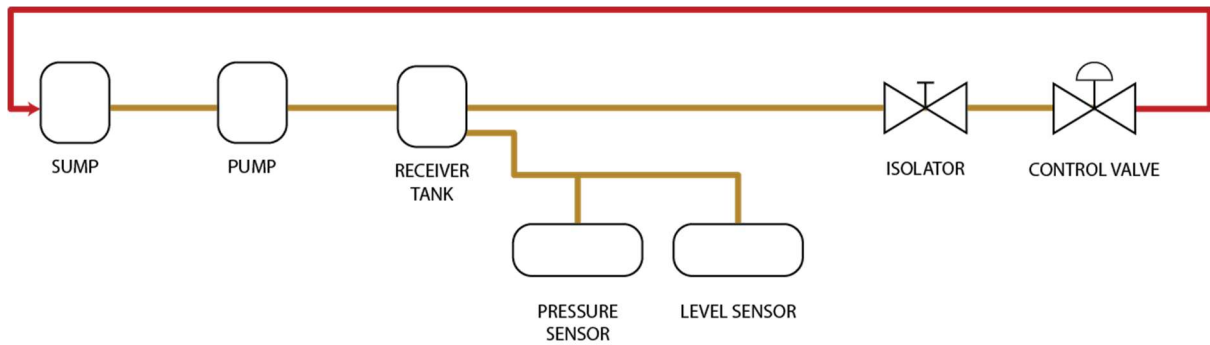 SUMP
PUMP
RECEIVER
TANK
ISOLATOR
CONTROL VALVE
PRESSURE
SENSOR
LEVEL SENSOR